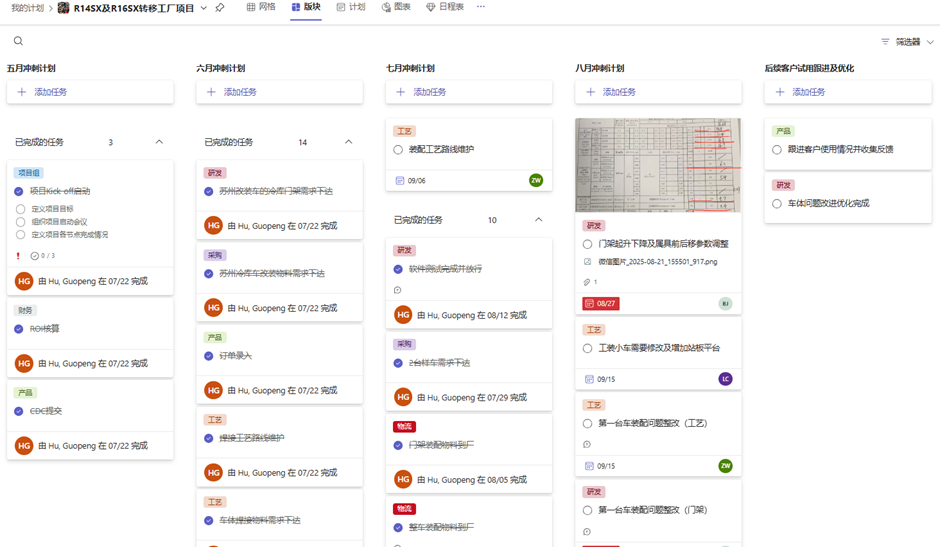 我的计划
R14SX及R16SX转移工厂项目
网格
版块
计划
图表
日程表
筛选器
五月冲刺计划
添加任务
已完成的任务 3
项目组
项目Kick-off启动
定义项目目标
组织项目启动会议
定义项目各节点完成情况
0 / 3
HG 由 Hu, Guopeng 在 07/22 完成
财务
ROI核算
HG 由 Hu, Guopeng 在 07/22 完成
产品
CDC提交
HG 由 Hu, Guopeng 在 07/22 完成
六月冲刺计划
添加任务
已完成的任务 14
研发
苏州改装车的冷库门架需求下达
HG 由 Hu, Guopeng 在 07/22 完成
采购
苏州冷库车改装物料需求下达
HG 由 Hu, Guopeng 在 07/22 完成
产品
订单录入
HG 由 Hu, Guopeng 在 07/22 完成
工艺
焊接工艺路线维护
HG 由 Hu, Guopeng 在 07/22 完成
工艺
车体焊接物料需求下达
七月冲刺计划
添加任务
工艺
装配工艺路线维护
09/06
ZW
已完成的任务 10
研发
软件测试完成并放行
HG 由 Hu, Guopeng 在 08/12 完成
采购
2台样车需求下达
HG 由 Hu, Guopeng 在 07/29 完成
物流
门架装配物料到厂
HG 由 Hu, Guopeng 在 08/05 完成
物流
整车装配物料到厂
八月冲刺计划
添加任务
研发
门架起升下降及属具前后移参数调整
微信图片_2025-08-21_155501_917.png
1
08/27
BJ
工艺
工装小车需要修改及增加站板平台
09/15
LC
工艺
第一台车装配问题整改（工艺）
09/15
ZW
研发
第一台车装配问题整改（门架）
后续客户试用跟进及优化
添加任务
产品
跟进客户使用情况并收集反馈
研发
车体问题改进优化完成